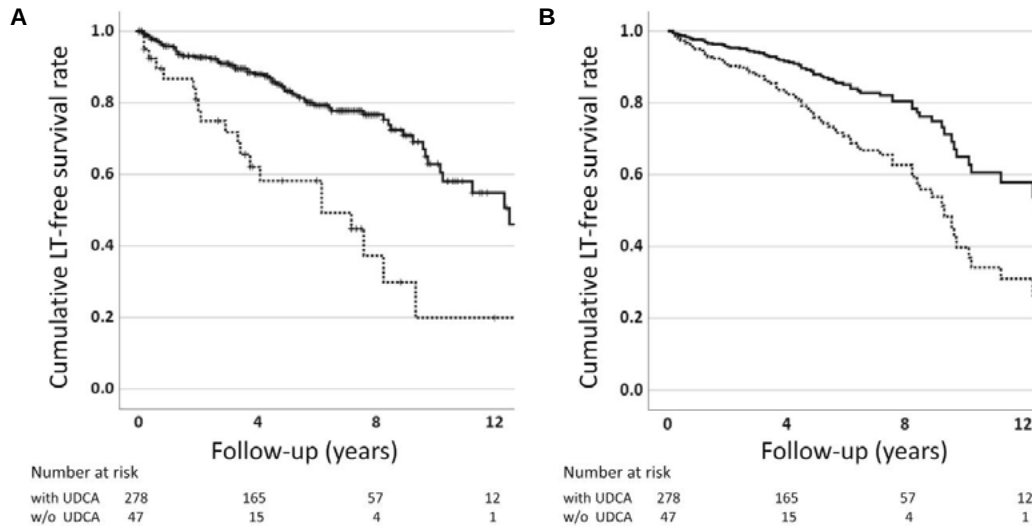 A
Cumulative LT-free survival rate
1.0
0.8
0.6
0.4
0.2
0.0
0 4 8 12
Follow-up (years)
Number at risk
with UDCA 278 165 57 12
w/o UDCA 47 15 4 1
B
Cumulative LT-free survival rate
1.0
0.8
0.6
0.4
0.2
0.0
0 4 8 12
Follow-up (years)
Number at risk
with UDCA 278 165 57 12
w/o UDCA 47 15 4 1